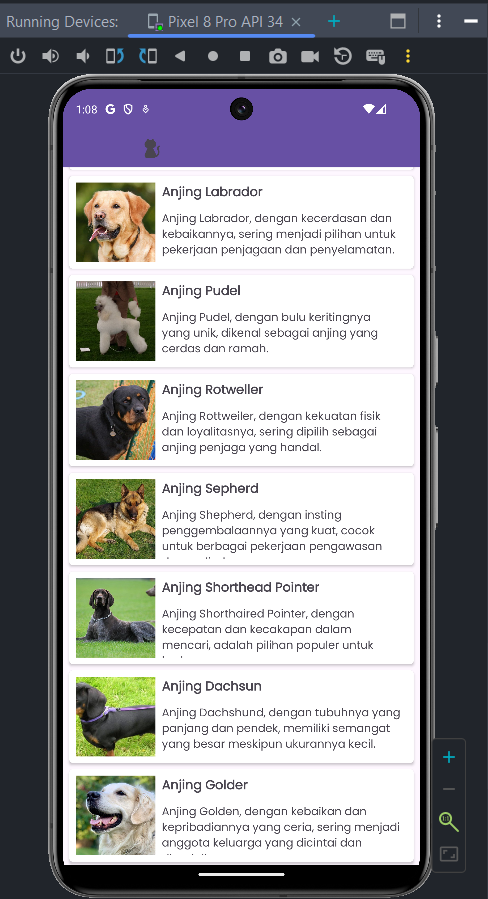 Running Devices:
Pixel 8 Pro API 34
1:08 G
Anjing Labrador
Anjing Labrador, dengan kecerdasan dan
kebaikannya, sering menjadi pilihan untuk
pekerjaan penjagaan dan penyelamatan.
Anjing Pudel
Anjing Pudel, dengan bulu keritingnya
yang unik, dikenal sebagai anjing yang
cerdas dan ramah.
Anjing Rotweller
Anjing Rottweiler, dengan kekuatan fisik
dan loyalitasnya, sering dipilih sebagai
anjing penjaga yang handal.
Anjing Sepherd
Anjing Shepherd, dengan insting
penggembalaannya yang kuat, cocok
untuk berbagai pekerjaan pengawasan
Anjing Shorthead Pointer
Anjing Shorthaired Pointer, dengan
kecepatan dan kecakapan dalam
mencari, adalah pilihan populer untuk
Anjing Dachsun
Anjing Dachshund, dengan tubuhnya yang
panjang dan pendek, memiliki semangat
yang besar meskipun ukurannya kecil.
Anjing Golder
Anjing Golden, dengan kebaikan dan
kepribadiannya yang ceria, sering menjadi
anggota keluarga yang dicintai dan
1:1